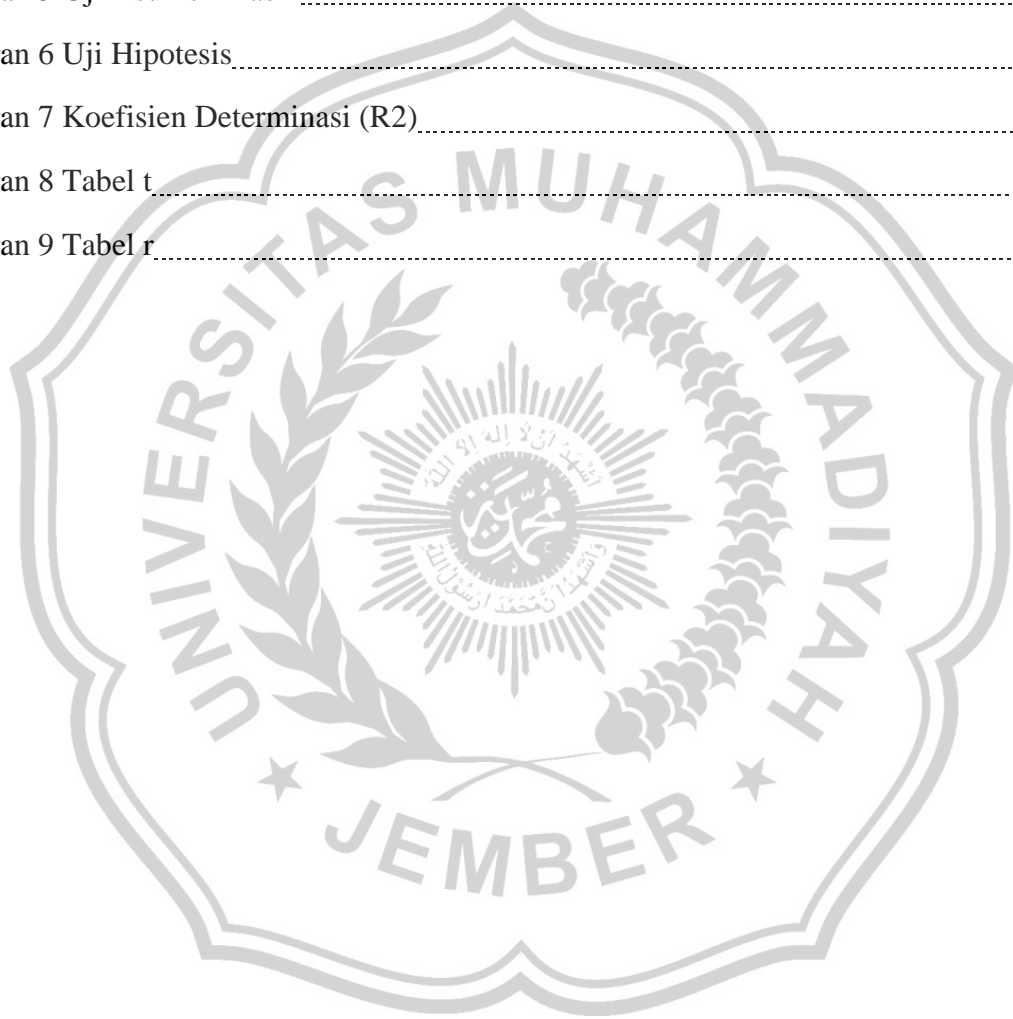 an 6 Uji Hipotesis
an 7 Koefisien Determinasi (R2)
an 8 Tabel t
an 9 Tabel r
UNIVERSITAS MUHAMMADIYAH
JEMBER